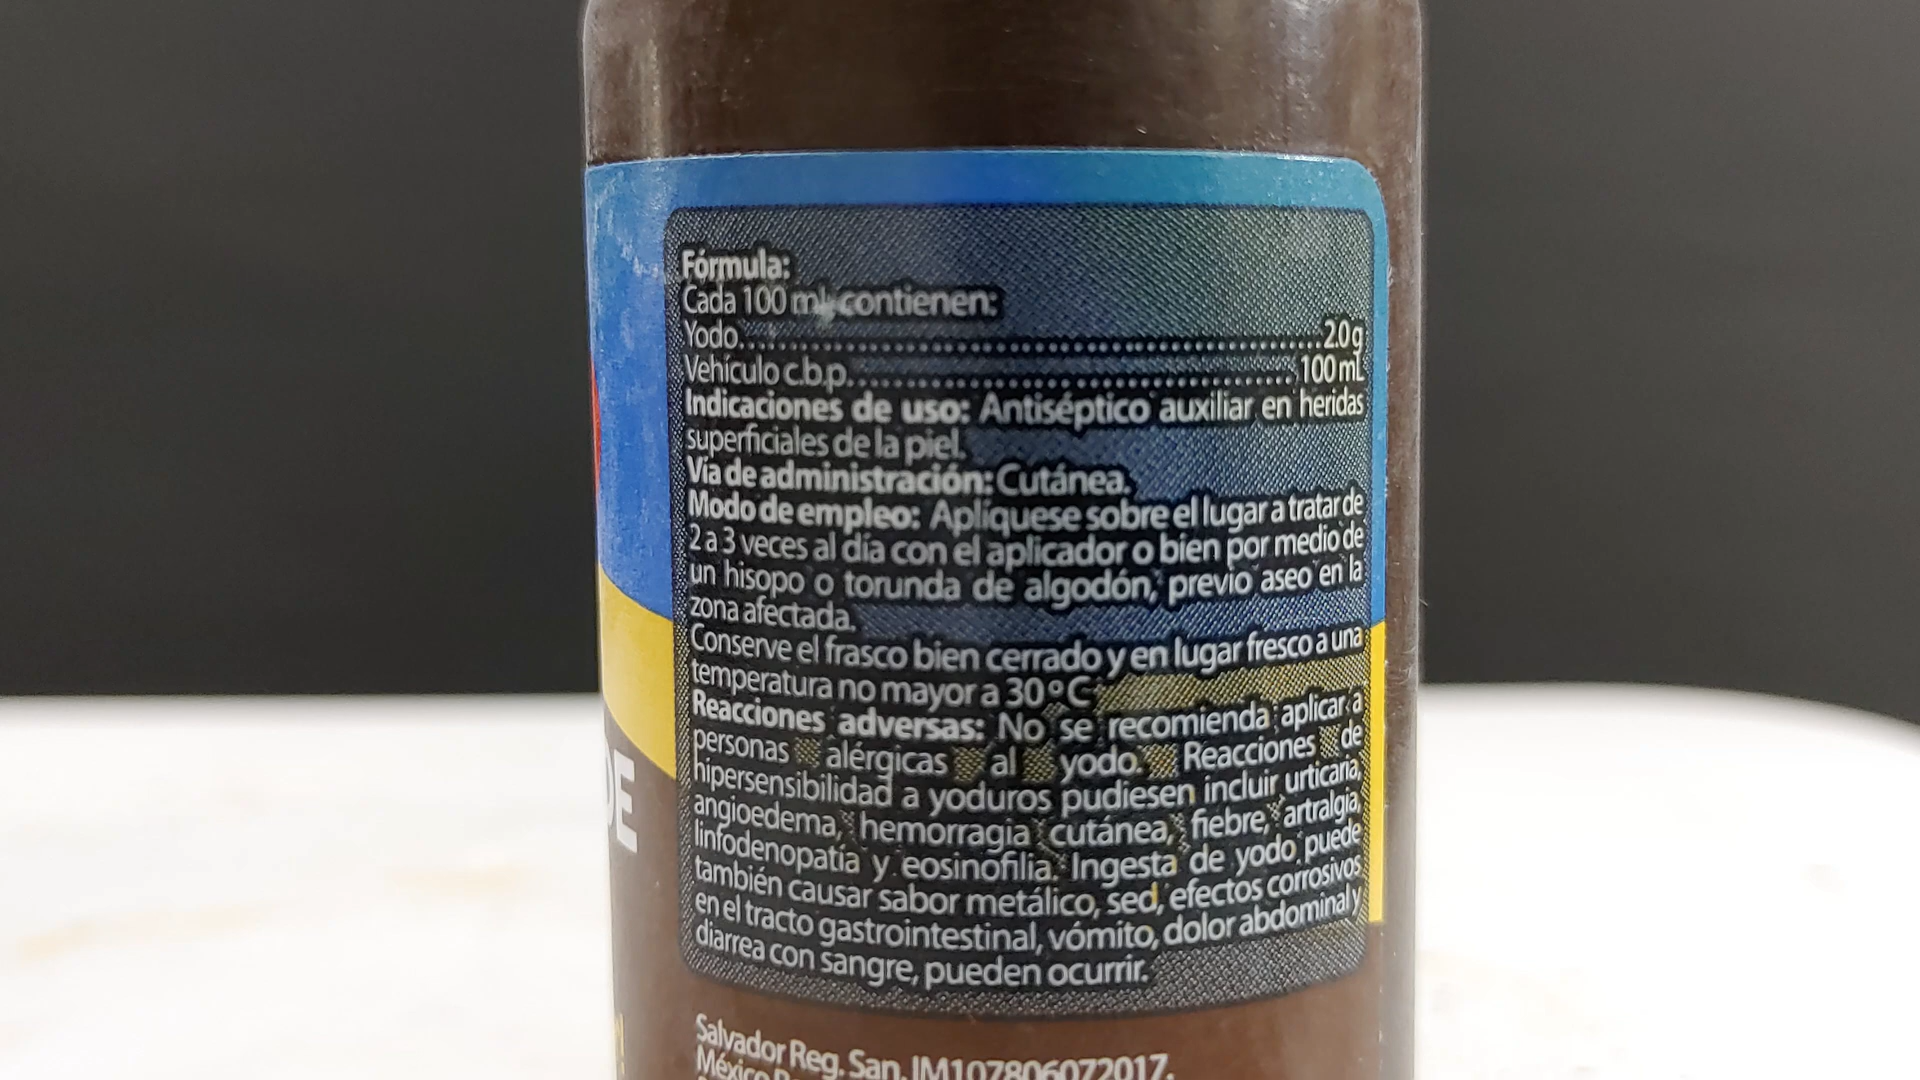 Fórmula:
Cada 100 mL contienen:
Yodo..........2.0 g
Vehículo c.b.p..........100 mL
Indicaciones de uso: Antiséptico auxiliar en heridas
superficiales de la piel.
Vía de administración: Cutánea.
Modo de empleo: Aplíquese sobre el lugar a tratar de
2 a 3 veces al día con el aplicador o bien por medio de
un hisopo o torunda de algodón, previo aseo en la
zona afectada.
Conserve el frasco bien cerrado y en lugar fresco a una
temperatura no mayor a 30 °C
Reacciones adversas: No se recomienda aplicar a
personas alérgicas al yodo. Reacciones de
hipersensibilidad a yoduros pudiesen incluir urticaria,
angioedema, hemorragia cutánea, fiebre, artralgia,
linfodenopatía y eosinofilia. Ingesta de yodo puede
también causar sabor metálico, sed, efectos corrosivos
en el tracto gastrointestinal, vómito, dolor abdominal y
diarrea con sangre, pueden ocurrir.
DE
Salvador Reg. San. IM107806072017.
México